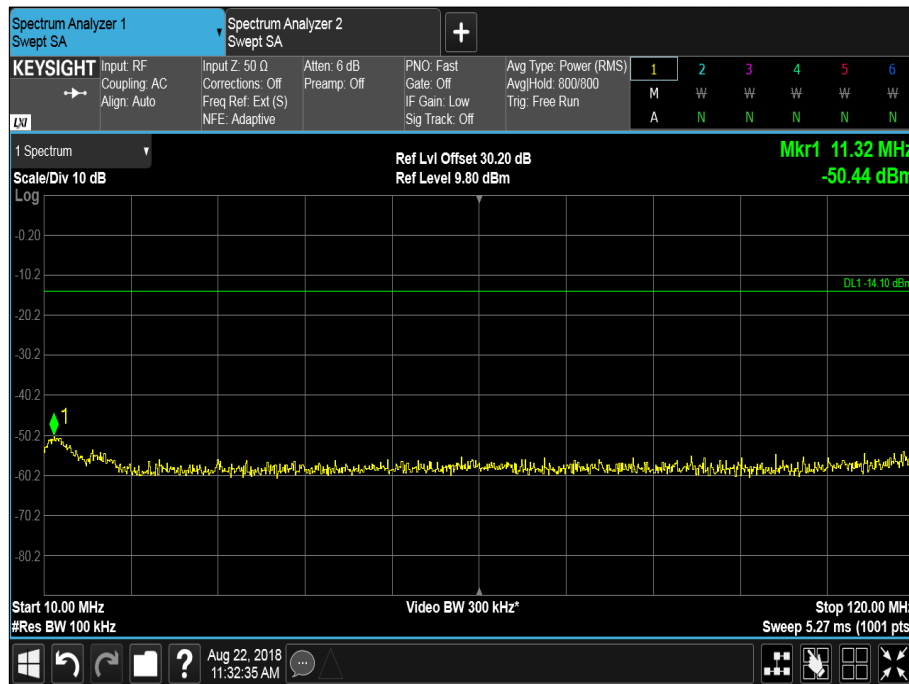 Spectrum Analyzer 1
Swept SA
Spectrum Analyzer 2
Swept SA
+
KEYSIGHT
LXI
Input: RF
Coupling: AC
Align: Auto
Input Z: 50 Ω
Corrections: Off
Freq Ref: Ext (S)
NFE: Adaptive
Atten: 6 dB
Preamp: Off
PNO: Fast
Gate: Off
IF Gain: Low
Sig Track: Off
Avg Type: Power (RMS)
Avg|Hold: 800/800
Trig: Free Run
1 2 3 4 5 6
M W W W W W
A N N N N N
1 Spectrum
Scale/Div 10 dB
Log
Ref Lvl Offset 30.20 dB
Ref Level 9.80 dBm
Mkr1 11.32 MHz
-50.44 dBm
-0.20
-10.2
DL1 -14.10 dBm
-20.2
-30.2
-40.2
1
-50.2
-60.2
-70.2
-80.2
Start 10.00 MHz
#Res BW 100 kHz
Video BW 300 kHz*
Stop 120.00 MHz
Sweep 5.27 ms (1001 pts)
?
Aug 22, 2018
11:32:35 AM